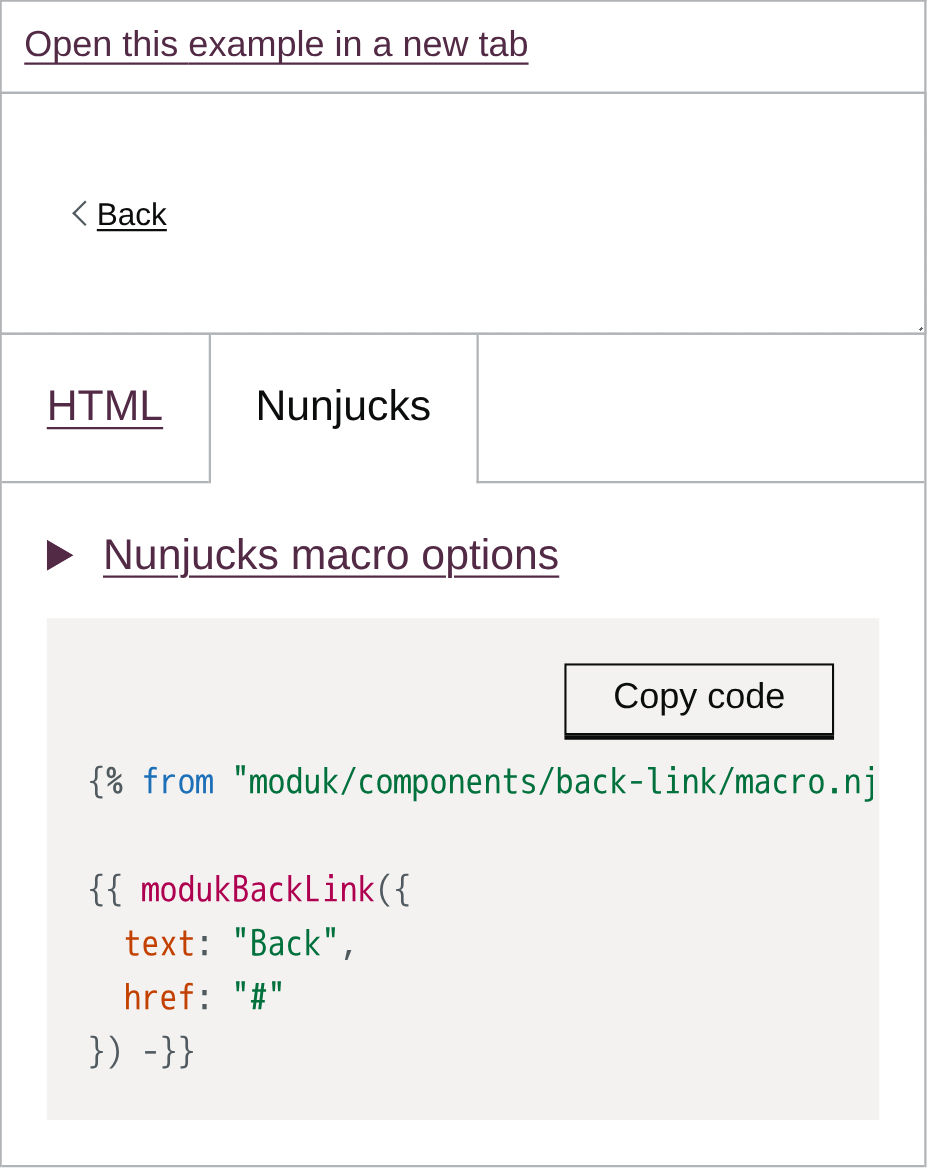 Open this example in a new tab
Back
HTML Nunjucks
Nunjucks macro options
Copy code
{% from "moduk/components/back-link/macro.nj
{{ modukBackLink({
  text: "Back",
  href: "#"
}) -}}